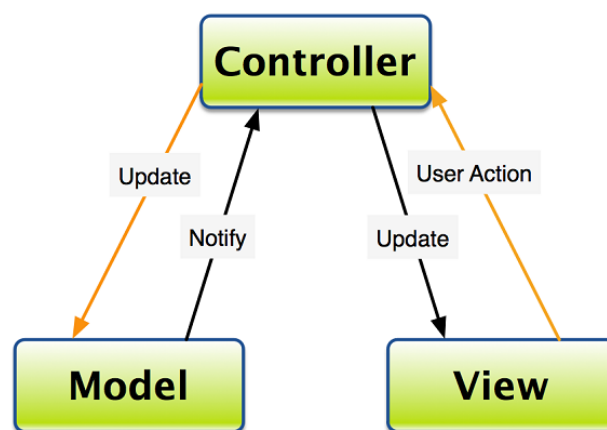 Controller
Update
User Action
Notify
Update
Model
View